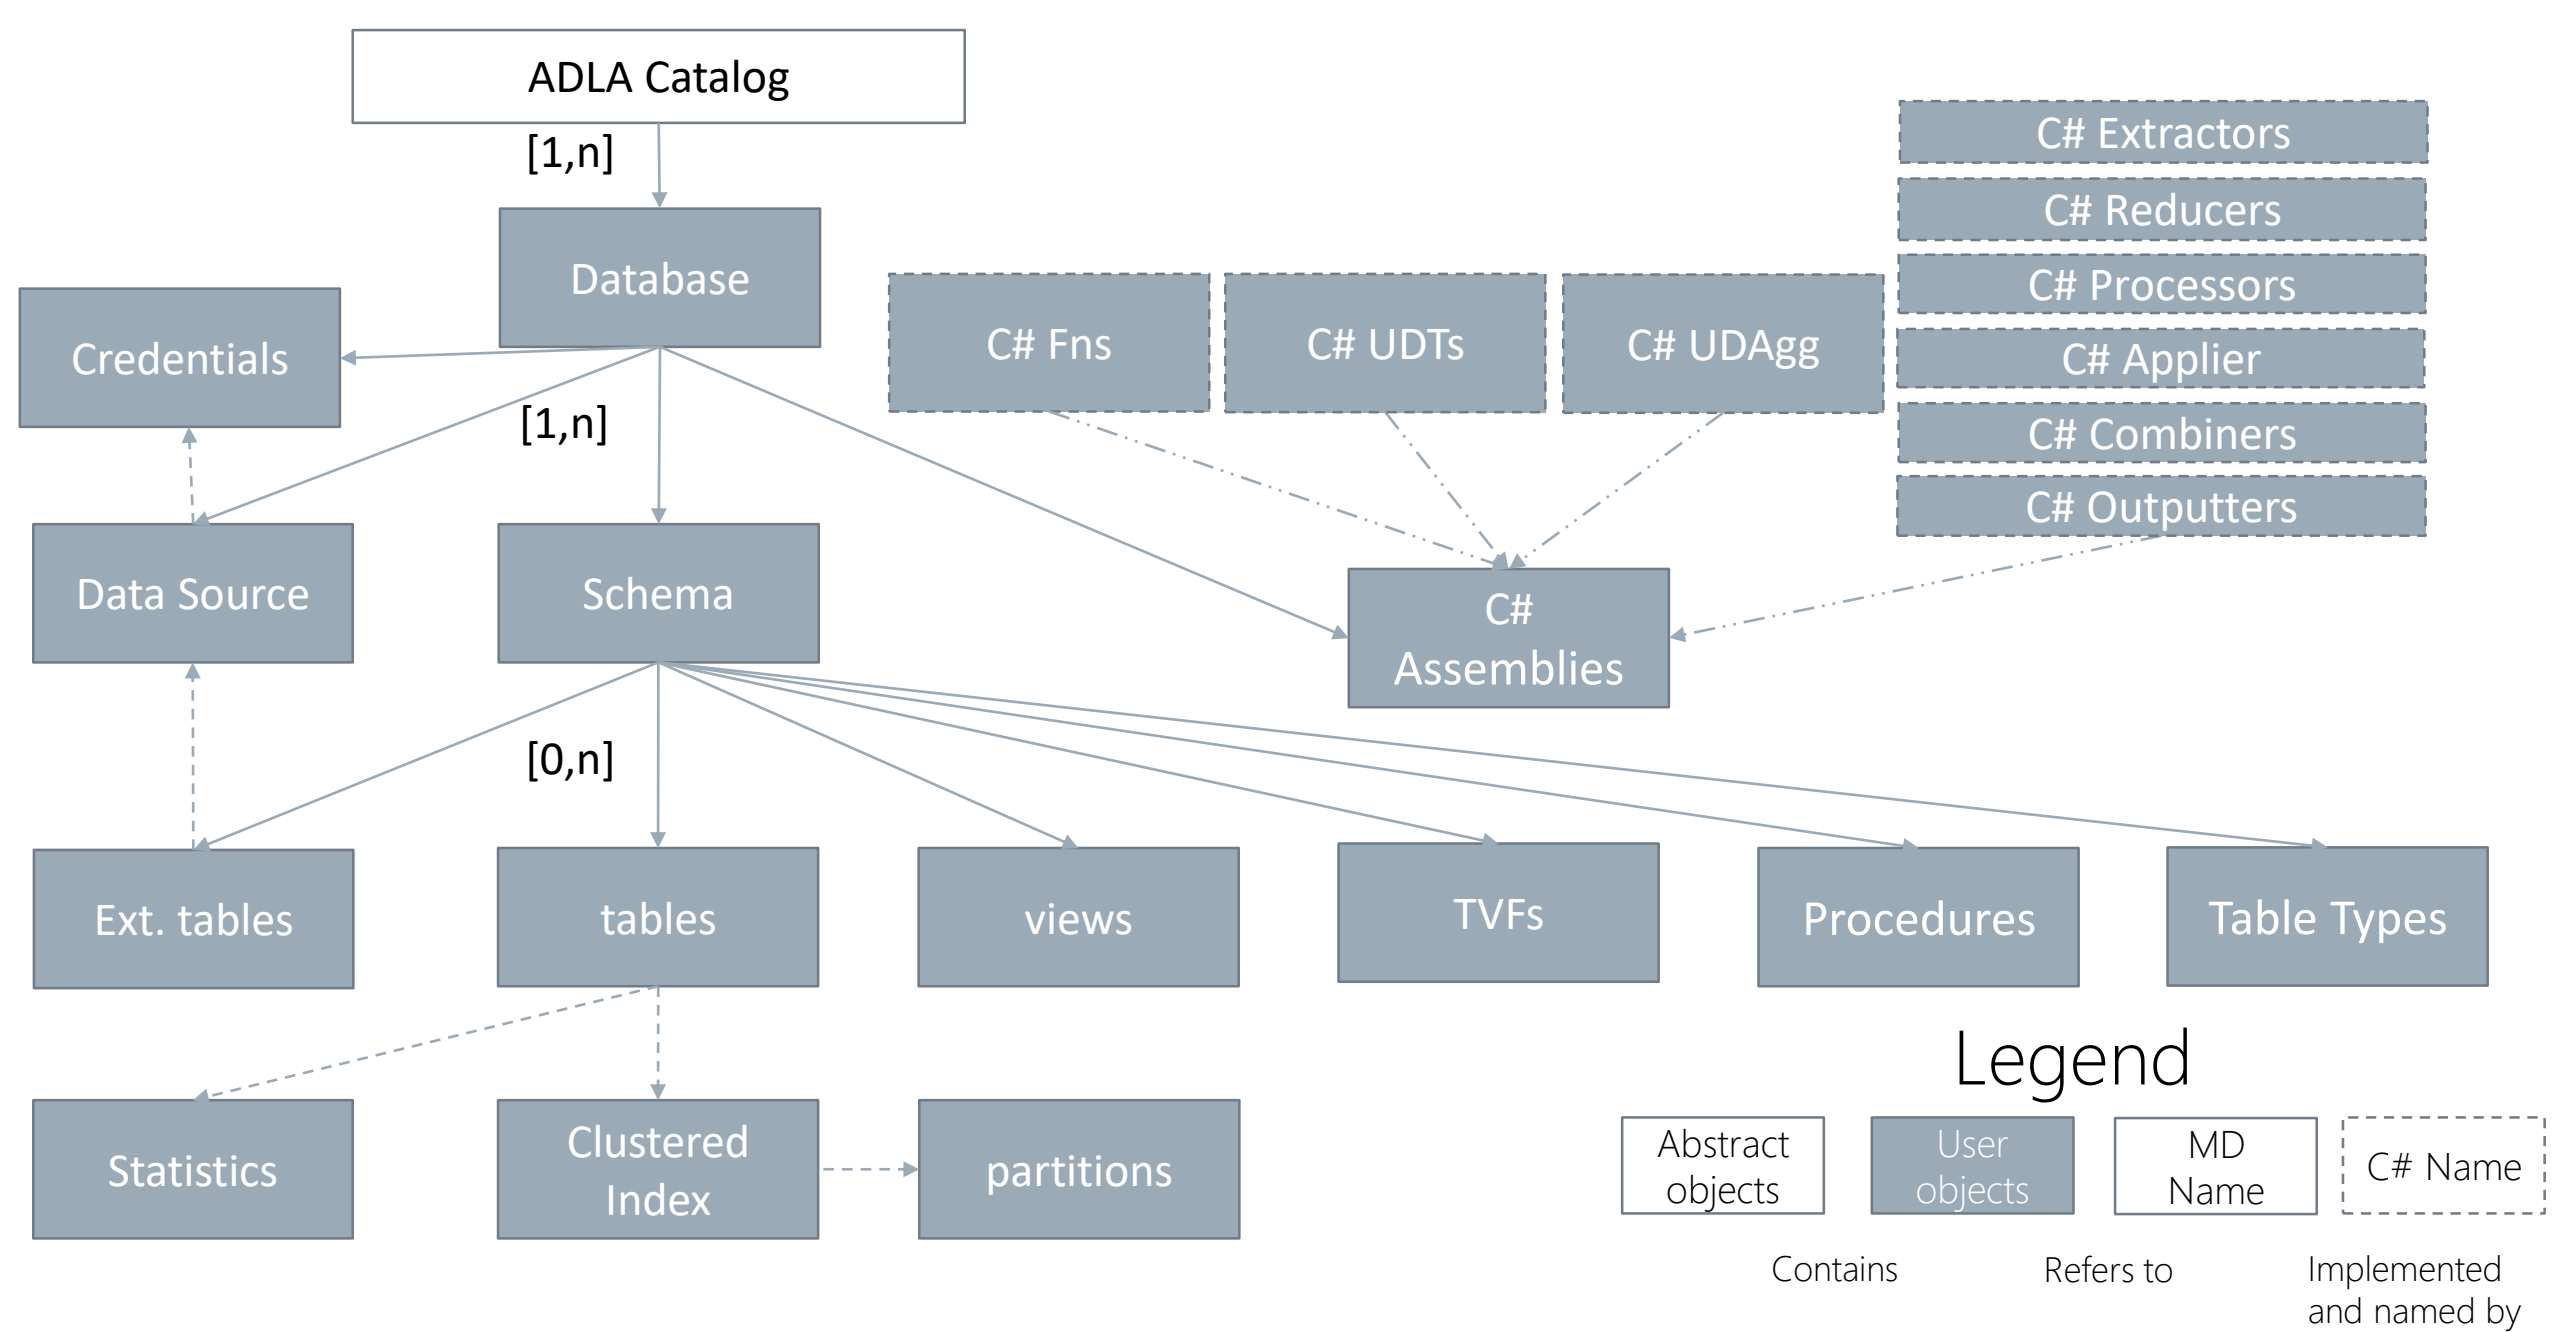 ADLA Catalog
[1,n]
Database
Credentials
[1,n]
C# Fns
C# UDTs
C# UDAgg
C# Extractors
C# Reducers
C# Processors
C# Applier
C# Combiners
C# Outputters
Data Source
Schema
C#
Assemblies
[0,n]
Ext. tables
tables
views
TVFs
Procedures
Table Types
Statistics
Clustered
Index
partitions
Legend
Abstract
objects
User
objects
MD
Name
C# Name
Contains
Refers to
Implemented
and named by